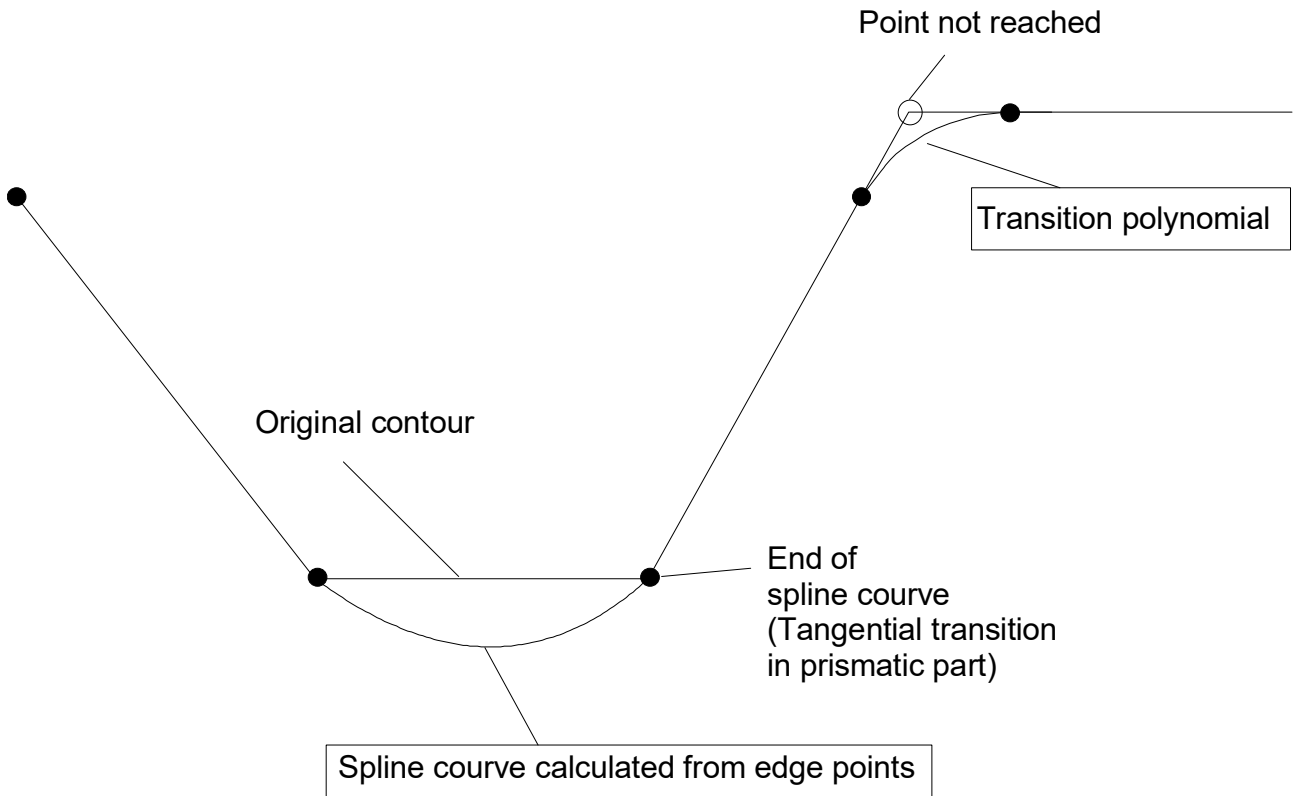 Point not reached
Transition polynomial
Original contour
End of
spline courve
(Tangential transition
in prismatic part)
Spline courve calculated from edge points